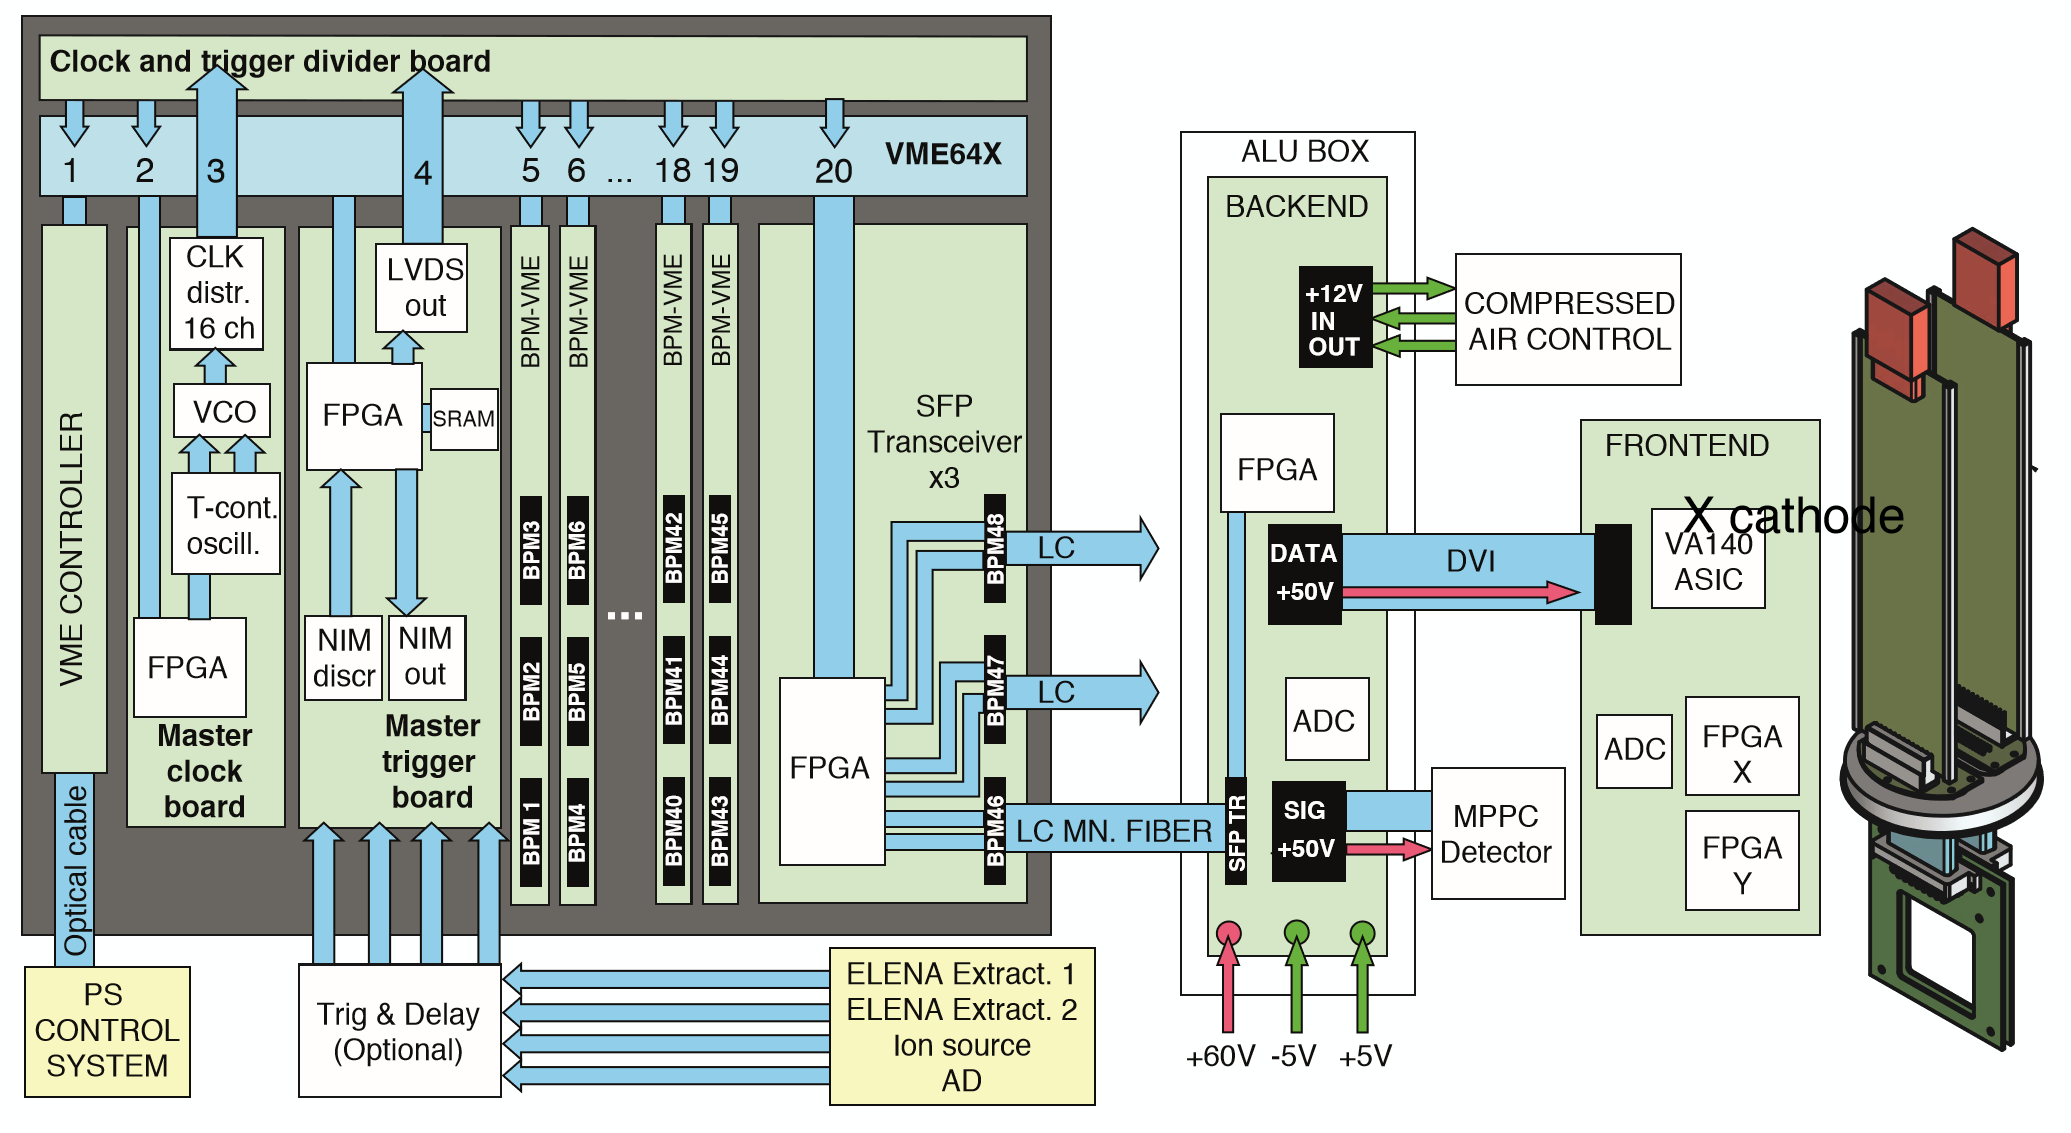 Clock and trigger divider board
1
2
3
4
5
6
...
18
19
20
VME64X
VME CONTROLLER
Optical cable
PS
CONTROL
SYSTEM
CLK
distr.
16 ch
VCO
T-cont.
oscill.
FPGA
Master
clock
board
LVDS
out
FPGA
SRAM
NIM
discr
NIM
out
Master
trigger
board
BPM-VME
BPM3
BPM2
BPM 1
BPM-VME
BPM6
BPM5
BPM4
...
BPM-VME
BPM42
BPM41
BPM40
BPM-VME
BPM45
BPM44
BPM43
SFP
Transceiver
x3
FPGA
BPM48
BPM47
BPM46
LC
LC
LC MN. FIBER
Trig & Delay
(Optional)
ELENA Extract. 1
ELENA Extract. 2
Ion source
AD
ALU BOX
BACKEND
+12V
IN
OUT
COMPRESSED
AIR CONTROL
FPGA
DATA
+50V
DVI
ADC
SFP TR
SIG
+50V
MPPC
Detector
+60V
-5V
+5V
FRONTEND
X cathode
VA140
ASIC
ADC
FPGA
X
FPGA
Y